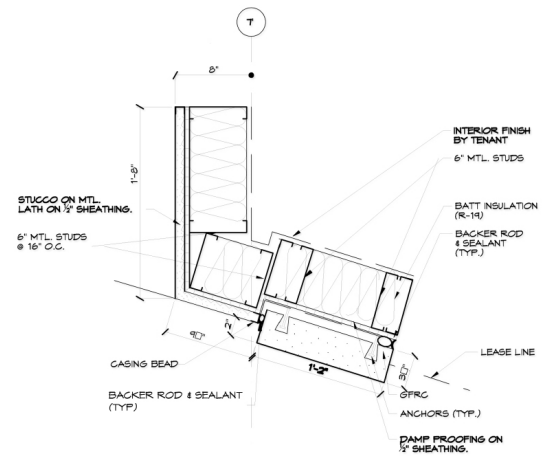 T
8"
1'-8"
INTERIOR FINISH
BY TENANT
6" MTL. STUDS
STUCCO ON MTL.
LATH ON ½" SHEATHING.
BATT INSULATION
(R-19)
6" MTL. STUDS
@ 16" O.C.
BACKER ROD
& SEALANT
(TYP.)
2"
LEASE LINE
CASING BEAD
BACKER ROD & SEALANT
(TYP.)
GFRC
ANCHORS (TYP.)
DAMP PROOFING ON
½" SHEATHING.